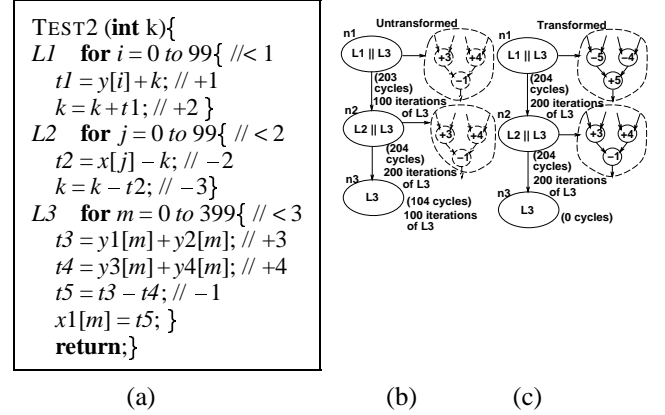 TEST2 (int k){
L1 for i = 0 to 99{ //< 1
t1 = y[i]+k; // +1
k = k+t1; // +2 }
L2 for j = 0 to 99{ // < 2
t2 = x[j] − k; // −2
k = k − t2; // −3}
L3 for m = 0 to 399{ // < 3
t3 = y1[m]+y2[m]; // +3
t4 = y3[m]+y4[m]; // +4
t5 = t3 − t4; // −1
x1[m] = t5; }
return;}
(a)
Untransformed
n1
L1 || L3
+3
+4
−1
(203
cycles)
100 iterations
of L3
n2
L2 || L3
+3
+4
−1
(204
cycles)
200 iterations
of L3
n3
L3
(104 cycles)
100 iterations
of L3
(b)
Transformed
n1
L1 || L3
−5
−4
+5
(204
cycles)
200 iterations
of L3
n2
L2 || L3
+3
+4
−1
(204
cycles)
200 iterations
of L3
n3
L3
(0 cycles)
(c)